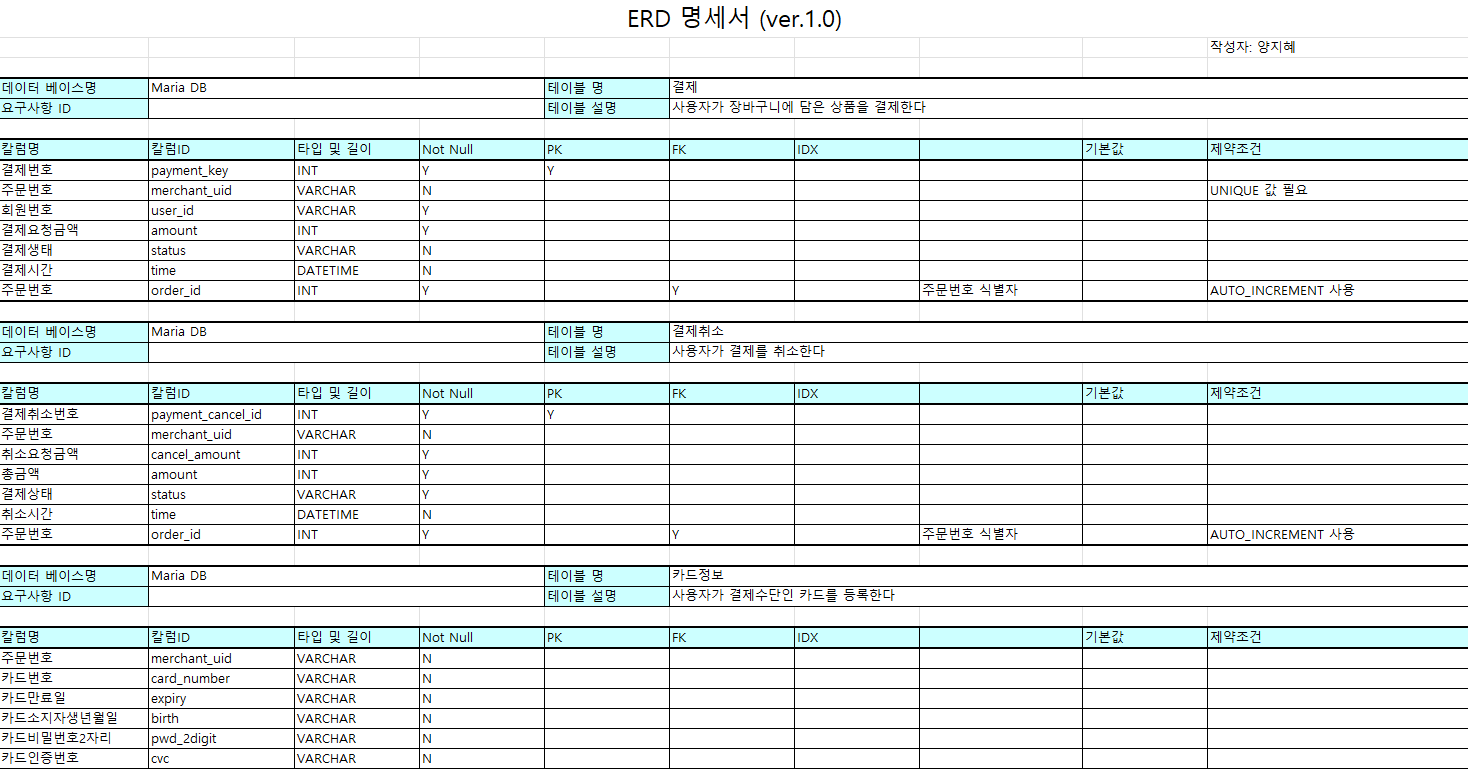 ERD 명세서 (ver.1.0)
작성자: 양지혜
데이터 베이스명 Maria DB 테이블 명 결제
요구사항 ID 테이블 설명 사용자가 장바구니에 담은 상품을 결제한다
칼럼명 칼럼ID 타입 및 길이 Not Null PK FK IDX 기본값 제약조건
결제번호 payment_key INT Y Y
주문번호 merchant_uid VARCHAR N UNIQUE 값 필요
회원번호 user_id VARCHAR Y
결제요청금액 amount INT Y
결제생태 status VARCHAR N
결제시간 time DATETIME N
주문번호 order_id INT Y Y 주문번호 식별자 AUTO_INCREMENT 사용
데이터 베이스명 Maria DB 테이블 명 결제취소
요구사항 ID 테이블 설명 사용자가 결제를 취소한다
칼럼명 칼럼ID 타입 및 길이 Not Null PK FK IDX 기본값 제약조건
결제취소번호 payment_cancel_id INT Y Y
주문번호 merchant_uid VARCHAR N
취소요청금액 cancel_amount INT Y
총금액 amount INT Y
결제상태 status VARCHAR Y
취소시간 time DATETIME N
주문번호 order_id INT Y Y 주문번호 식별자 AUTO_INCREMENT 사용
데이터 베이스명 Maria DB 테이블 명 카드정보
요구사항 ID 테이블 설명 사용자가 결제수단인 카드를 등록한다
칼럼명 칼럼ID 타입 및 길이 Not Null PK FK IDX 기본값 제약조건
주문번호 merchant_uid VARCHAR N
카드번호 card_number VARCHAR N
카드만료일 expiry VARCHAR N
카드소지자생년월일 birth VARCHAR N
카드비밀번호2자리 pwd_2digit VARCHAR N
카드인증번호 cvc VARCHAR N